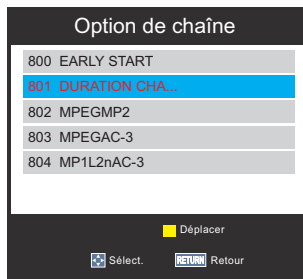 Option de chaîne
800 EARLY START
801 DURATION CHA...
802 MPEGMP2
803 MPEGAC-3
804 MP1L2nAC-3
Déplacer
Sélect. RETURN Retour